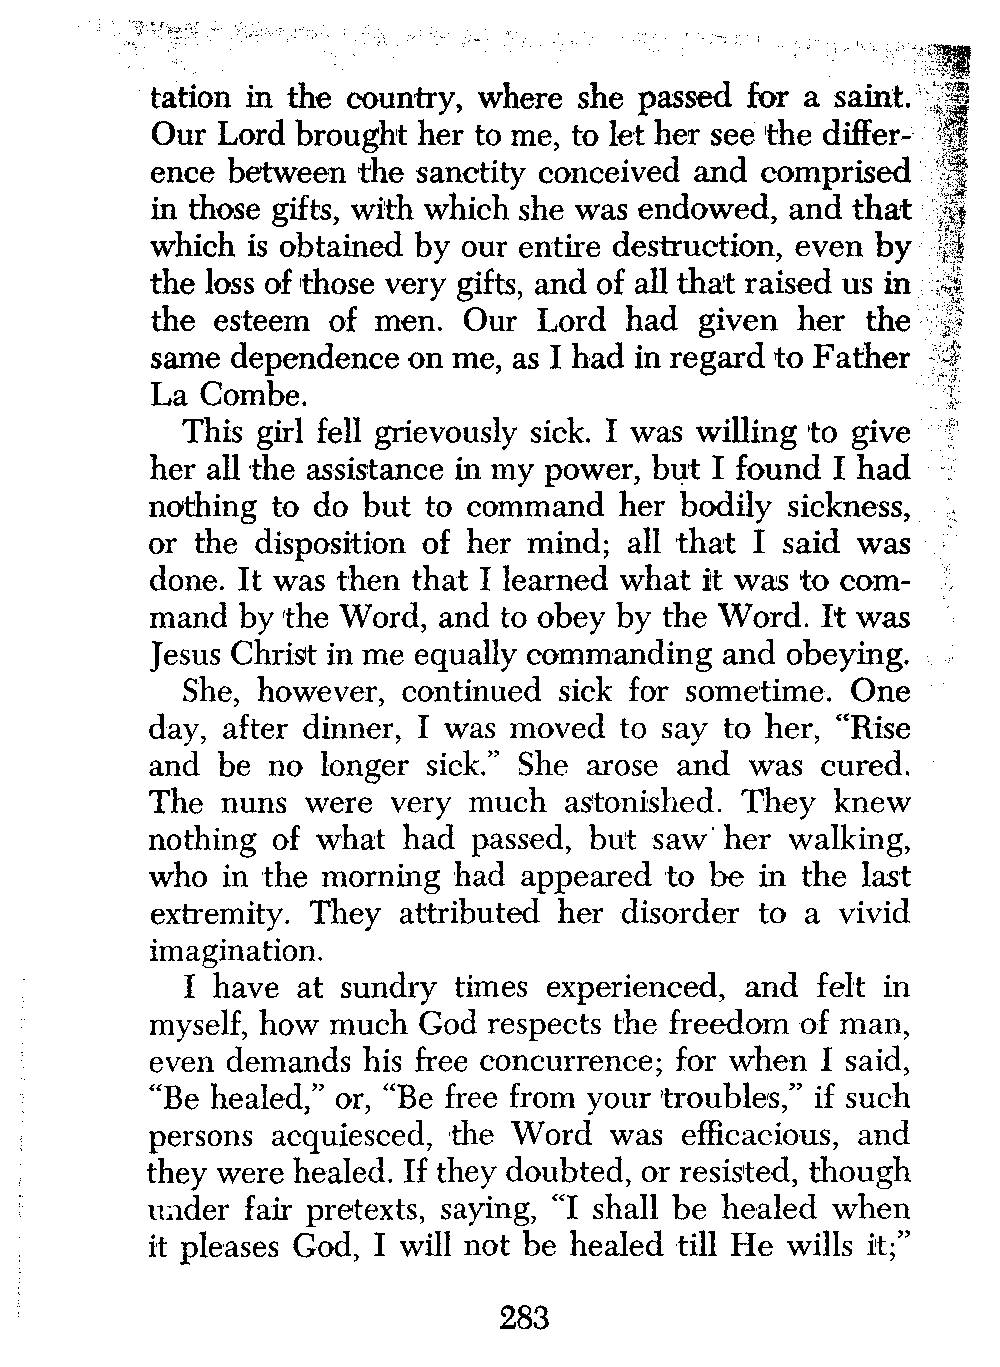 tation in the country, where she passed for a saint.
Our Lord brought her to me, to let her see the differ-
ence between the sanctity conceived and comprised
in those gifts, with which she was endowed, and that
which is obtained by our entire destruction, even by
the loss of those very gifts, and of all that raised us in
the esteem of men. Our Lord had given her the
same dependence on me, as I had in regard to Father
La Combe.
This girl fell grievously sick. I was willing to give
her all the assistance in my power, but I found I had
nothing to do but to command her bodily sickness,
or the disposition of her mind; all that I said was
done. It was then that I learned what it was to com-
mand by the Word, and to obey by the Word. It was
Jesus Christ in me equally commanding and obeying.
She, however, continued sick for sometime. One
day, after dinner, I was moved to say to her, “Rise
and be no longer sick.” She arose and was cured.
The nuns were very much astonished. They knew
nothing of what had passed, but saw her walking,
who in the morning had appeared to be in the last
extremity. They attributed her disorder to a vivid
imagination.
I have at sundry times experienced, and felt in
myself, how much God respects the freedom of man,
even demands his free concurrence; for when I said,
“Be healed,” or, “Be free from your troubles,” if such
persons acquiesced, the Word was efficacious, and
they were healed. If they doubted, or resisted, though
under fair pretexts, saying, “I shall be healed when
it pleases God, I will not be healed till He wills it;”
283